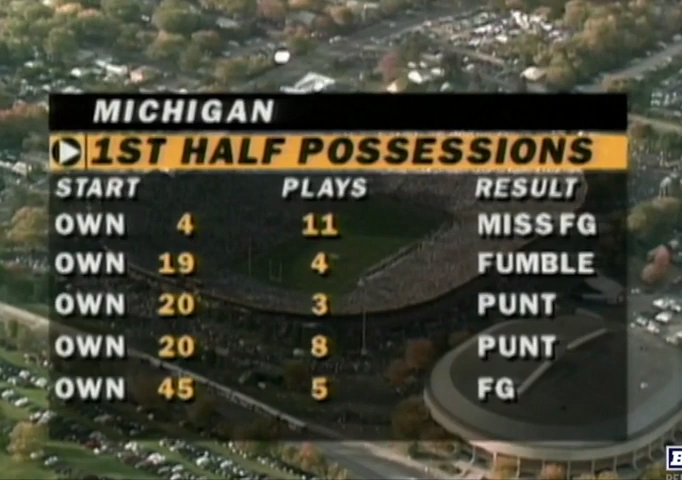 MICHIGAN
1ST HALF POSSESSIONS
START PLAYS RESULT
OWN 4 11 MISS FG
OWN 19 4 FUMBLE
OWN 20 3 PUNT
OWN 20 8 PUNT
OWN 45 5 FG